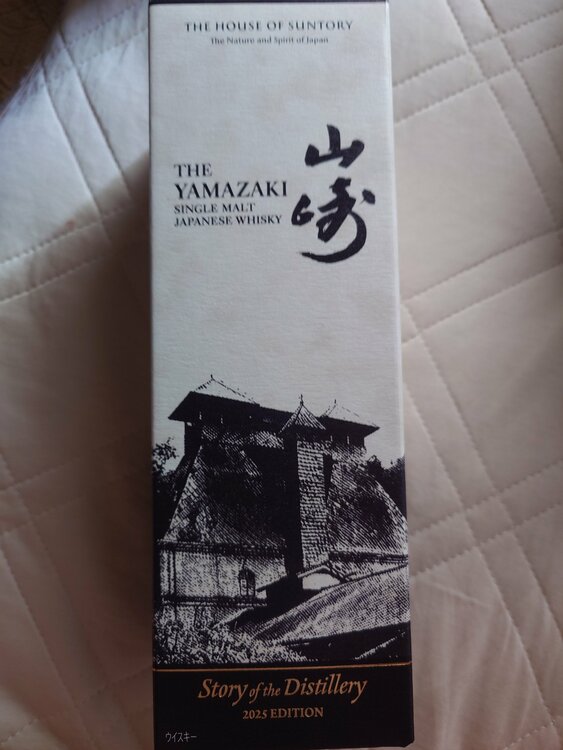 THE HOUSE OF SUNTORY
The Nature and Spirit of Japan
山崎
THE
YAMAZAKI
SINGLE MALT
JAPANESE WHISKY
Story of the Distillery
2025 EDITION
ウイスキー